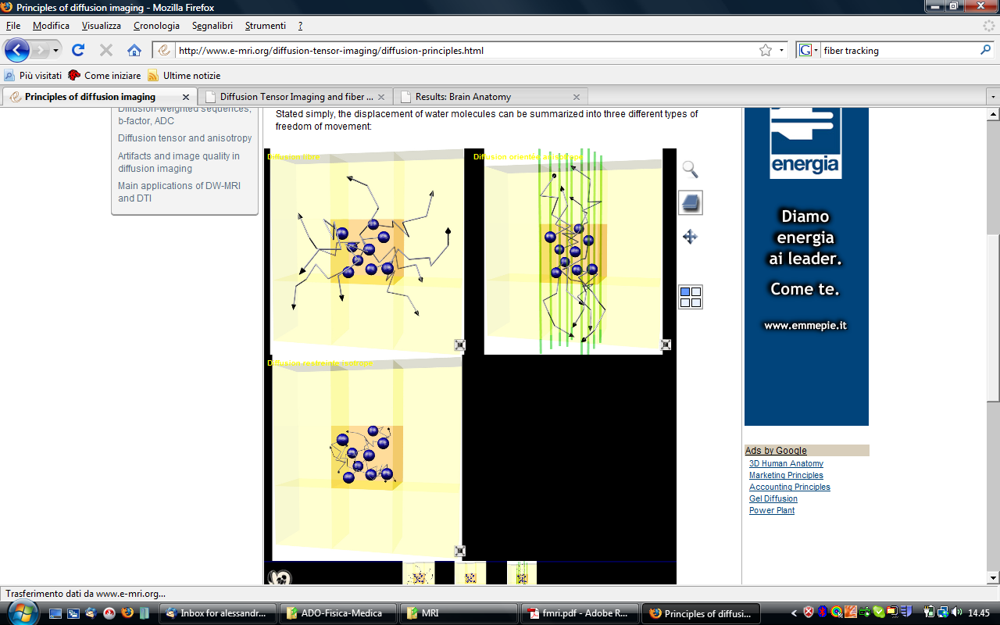 Principles of diffusion imaging - Mozilla Firefox
File Modifica Visualizza Cronologia Segnalibri Strumenti ?
http://www.e-mri.org/diffusion-tensor-imaging/diffusion-principles.html
fiber tracking
Più visitati Come iniziare Ultime notizie
Principles of diffusion imaging
Diffusion Tensor Imaging and fiber ...
Results: Brain Anatomy
Diffusion-weighted sequences,
b-factor, ADC
Diffusion tensor and anisotropy
Artifacts and image quality in
diffusion imaging
Main applications of DW-MRI
and DTI
Stated simply, the displacement of water molecules can be summarized into three different types of
freedom of movement:
Diffusion libre
Diffusion orientée anisotrope
Diffusion
energia
Diamo
energia
ai leader.
Come te.
www.emmepie.it
Ads by Google
3D Human Anatomy
Marketing Principles
Accounting Principles
Gel Diffusion
Power Plant
Trasferimento dati da www.e-mri.org...
Inbox for alessandr...
ADO-Fisica-Medica
MRI
fmri.pdf - Adobe R...
Principles of diffusi...
14.45